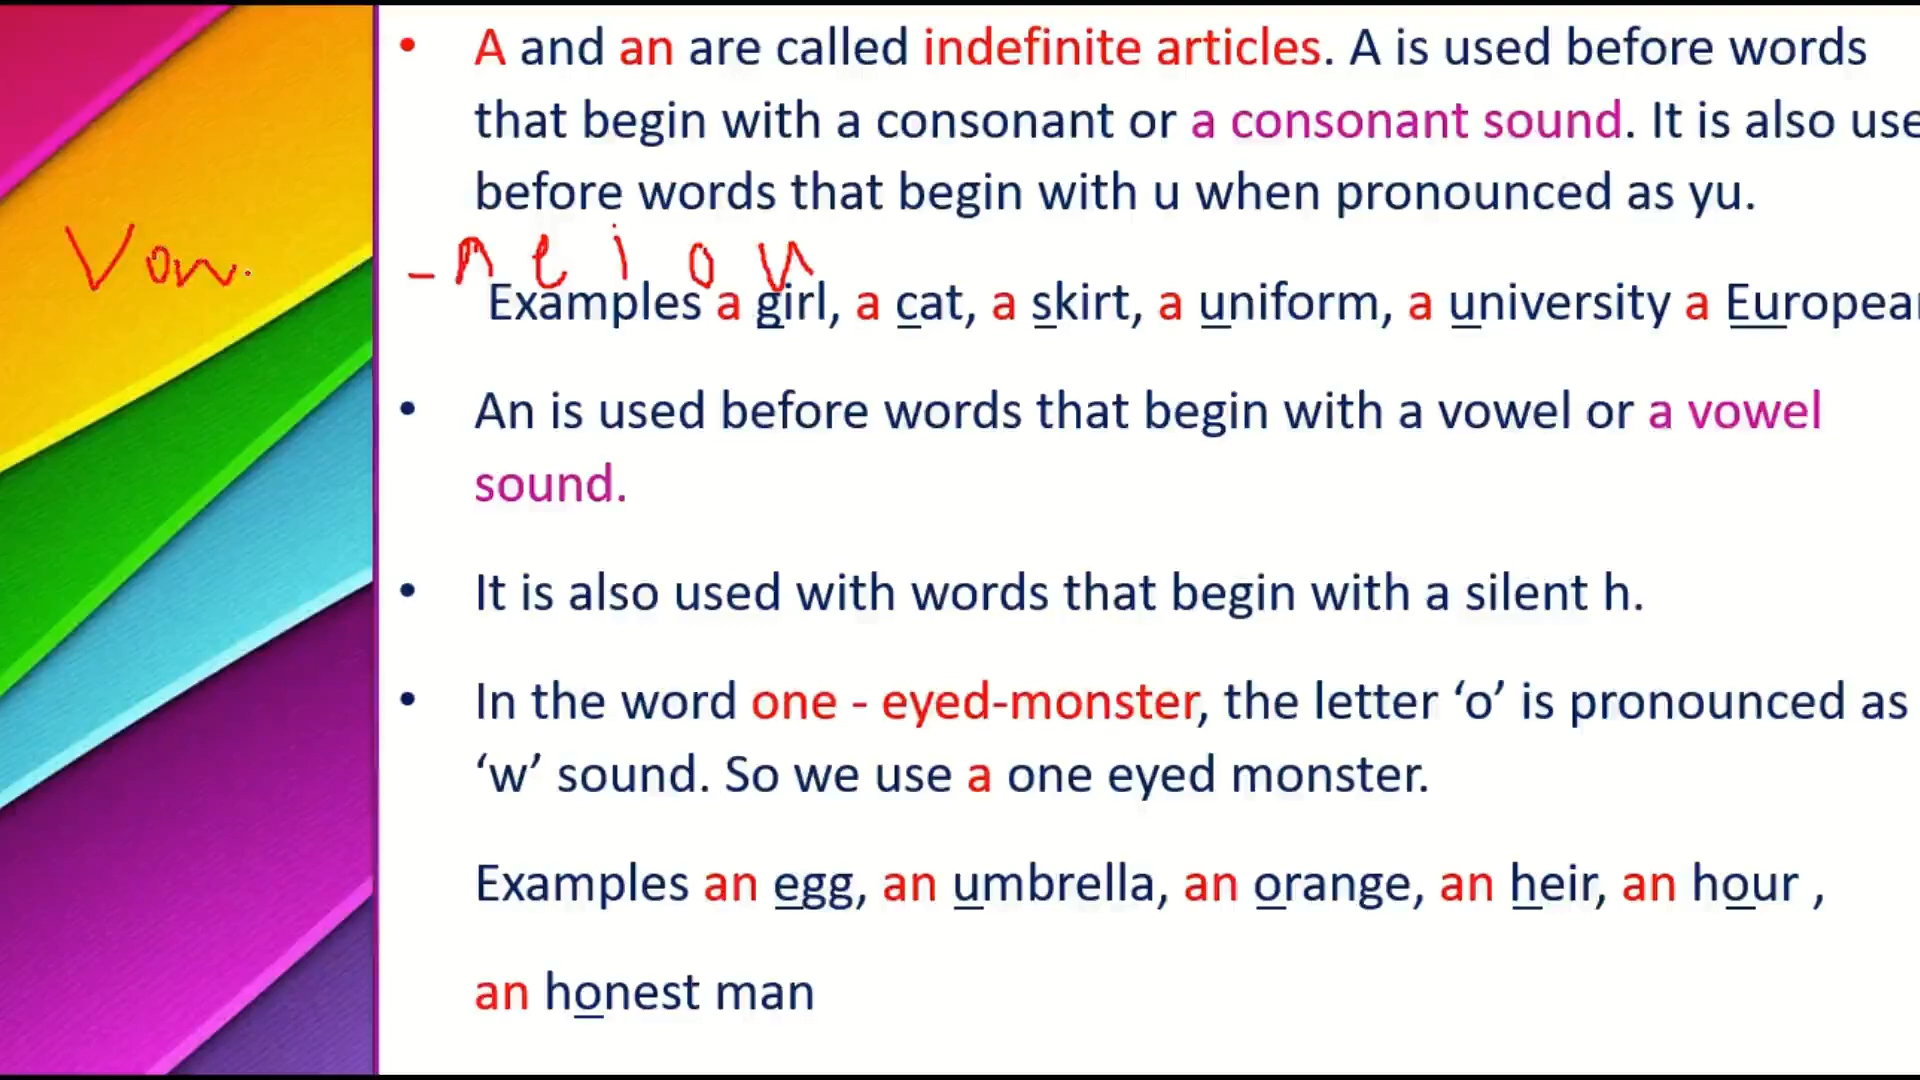 • A and an are called indefinite articles. A is used before words
that begin with a consonant or a consonant sound. It is also use
before words that begin with u when pronounced as yu.
Vow
- a e i o u
Examples a girl, a cat, a skirt, a uniform, a university a European
• An is used before words that begin with a vowel or a vowel
sound.
• It is also used with words that begin with a silent h.
• In the word one - eyed-monster, the letter ‘o’ is pronounced as
‘w’ sound. So we use a one eyed monster.
Examples an egg, an umbrella, an orange, an heir, an hour ,
an honest man